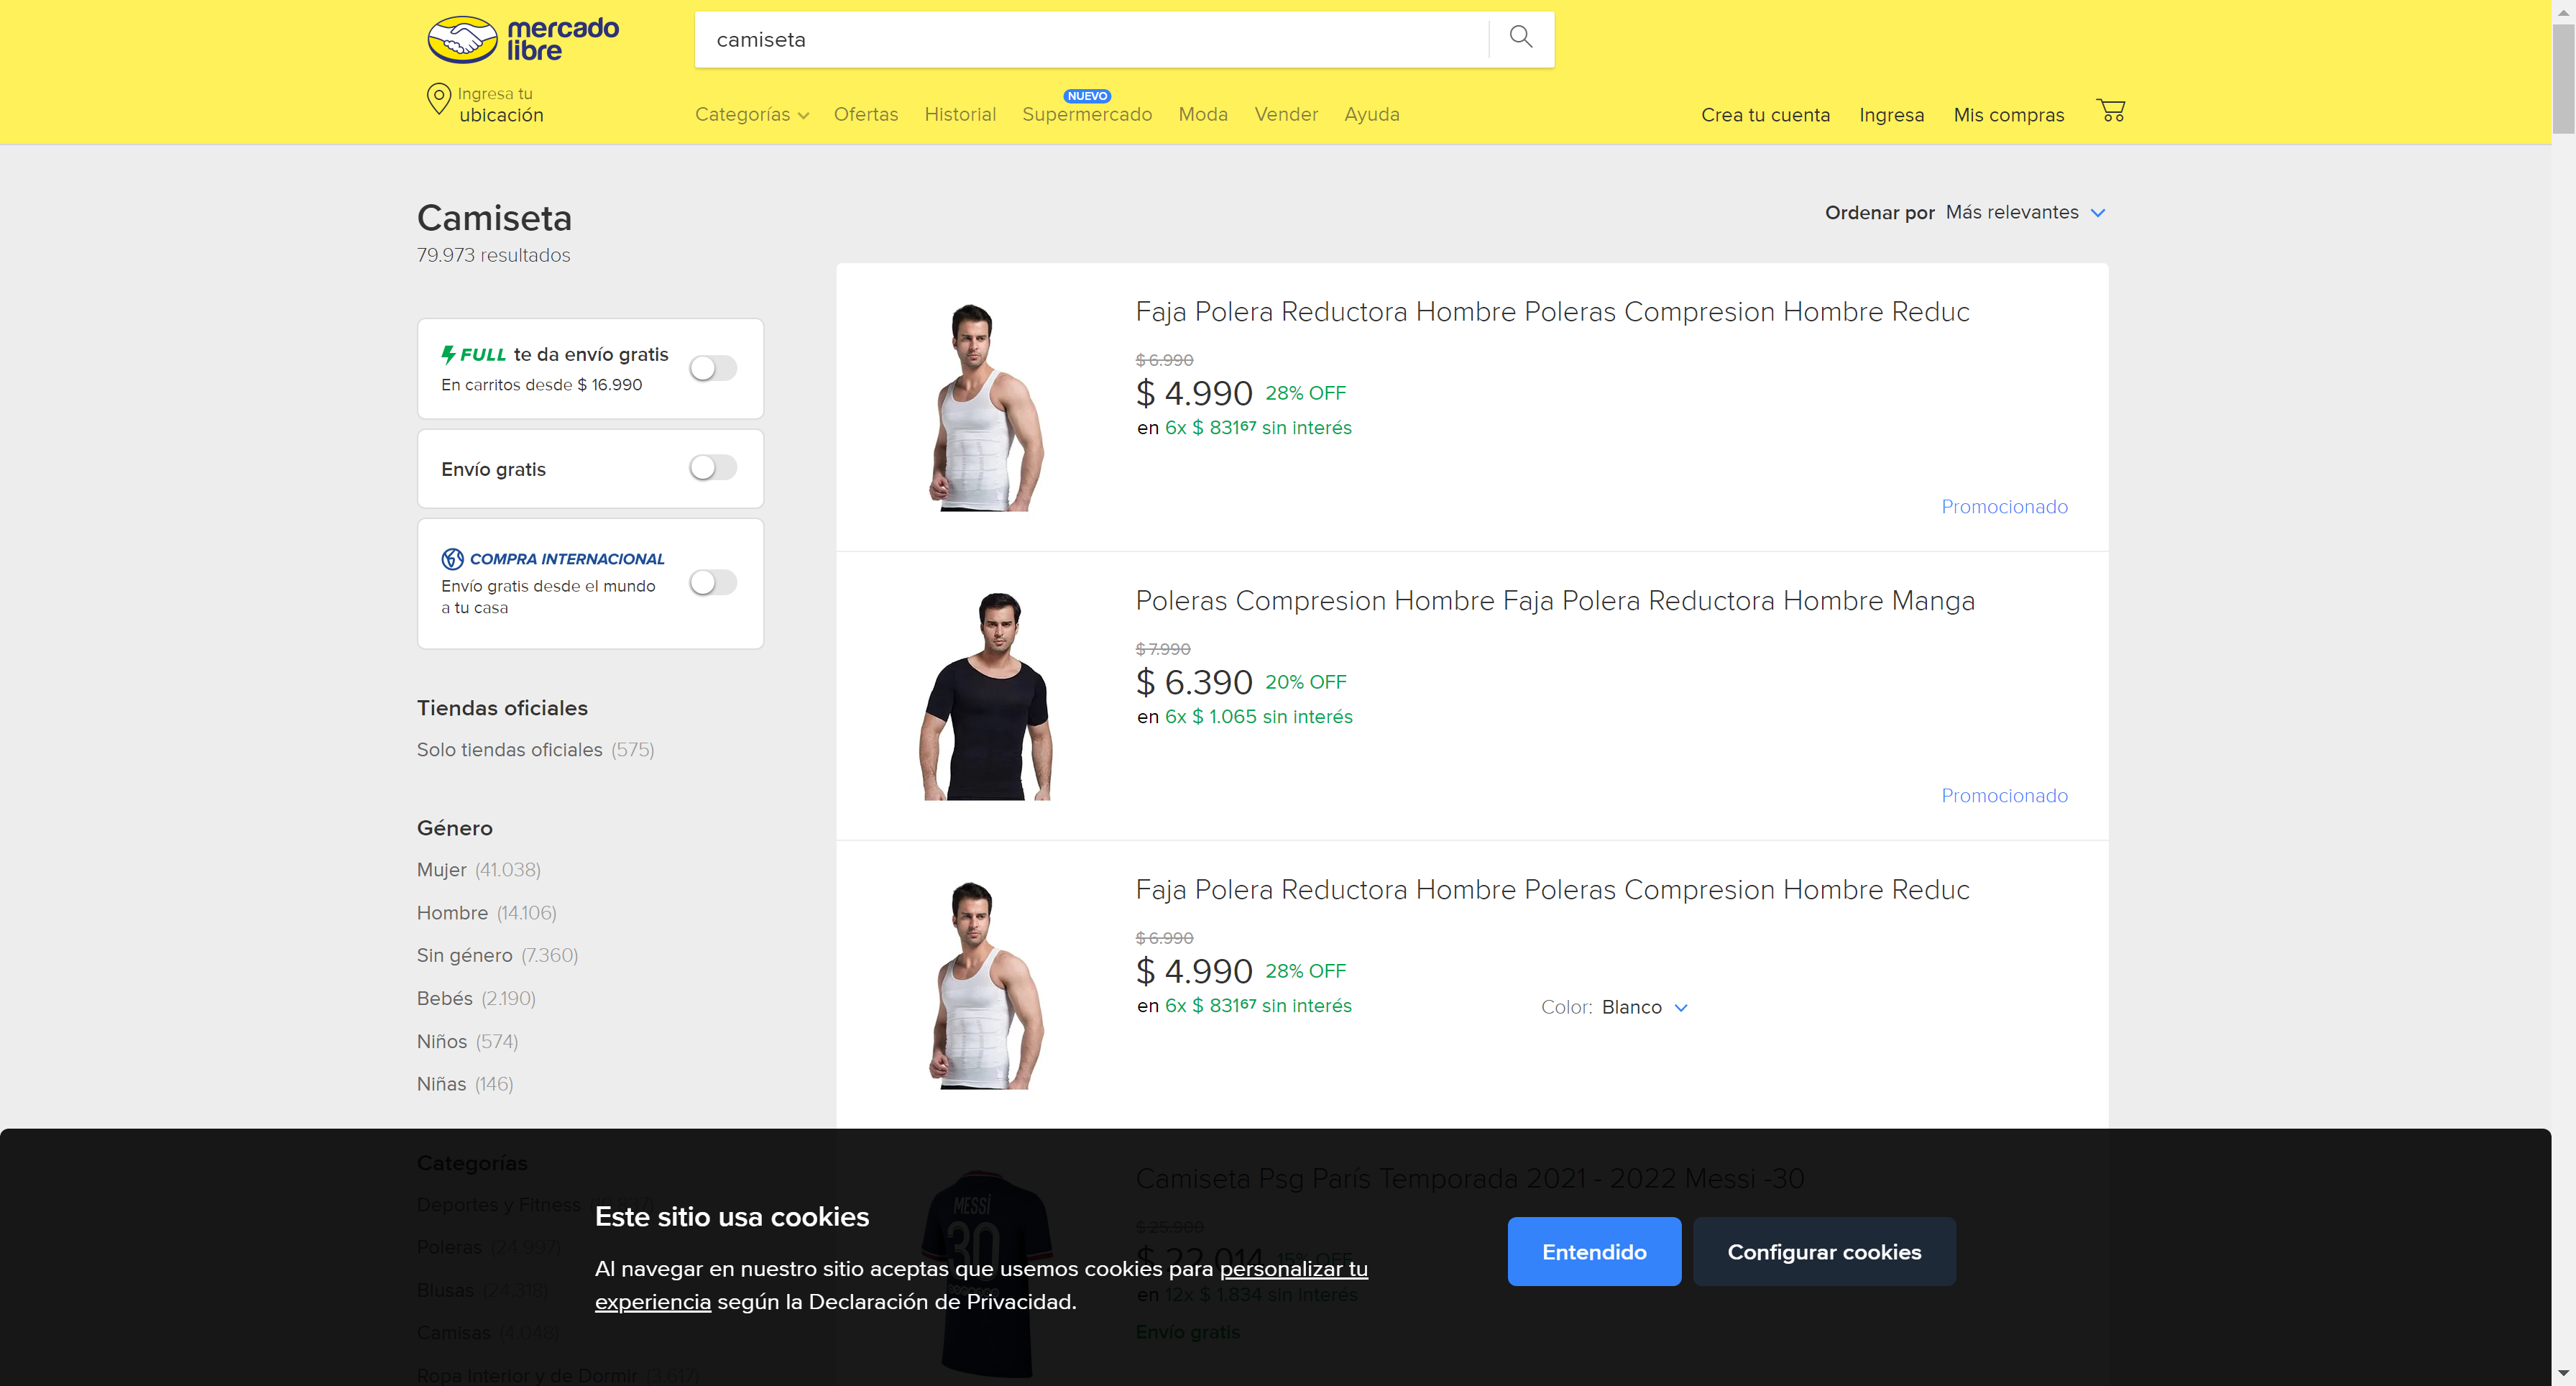 mercado
libre
camiseta
Ingresa tu
ubicación
Categorías
Ofertas
Historial
NUEVO
Supermercado
Moda
Vender
Ayuda
Crea tu cuenta
Ingresa
Mis compras
Camiseta
79.973 resultados
Ordenar por Más relevantes
FULL te da envío gratis
En carritos desde $ 16.990
Envío gratis
COMPRA INTERNACIONAL
Envío gratis desde el mundo
a tu casa
Tiendas oficiales
Solo tiendas oficiales (575)
Género
Mujer (41.038)
Hombre (14.106)
Sin género (7.360)
Bebés (2.190)
Niños (574)
Niñas (146)
Categorías
Deportes y Fitness
Poleras (24.997)
Blusas (24.318)
Camisas (4.048)
Ropa Interior y de Dormir (3.617)
Faja Polera Reductora Hombre Poleras Compresion Hombre Reduc
$ 6.990
$ 4.990 28% OFF
en 6x $ 831 67 sin interés
Promocionado
Poleras Compresion Hombre Faja Polera Reductora Hombre Manga
$ 7.990
$ 6.390 20% OFF
en 6x $ 1.065 sin interés
Promocionado
Faja Polera Reductora Hombre Poleras Compresion Hombre Reduc
$ 6.990
$ 4.990 28% OFF
en 6x $ 831 67 sin interés
Color: Blanco
Camiseta Psg París Temporada 2021 - 2022 Messi -30
MESSI
30
$ 25.900
$ 22.014 15% OFF
en 12x $ 1.834 sin interés
Envío gratis
Este sitio usa cookies
Al navegar en nuestro sitio aceptas que usemos cookies para personalizar tu
experiencia según la Declaración de Privacidad.
Entendido
Configurar cookies